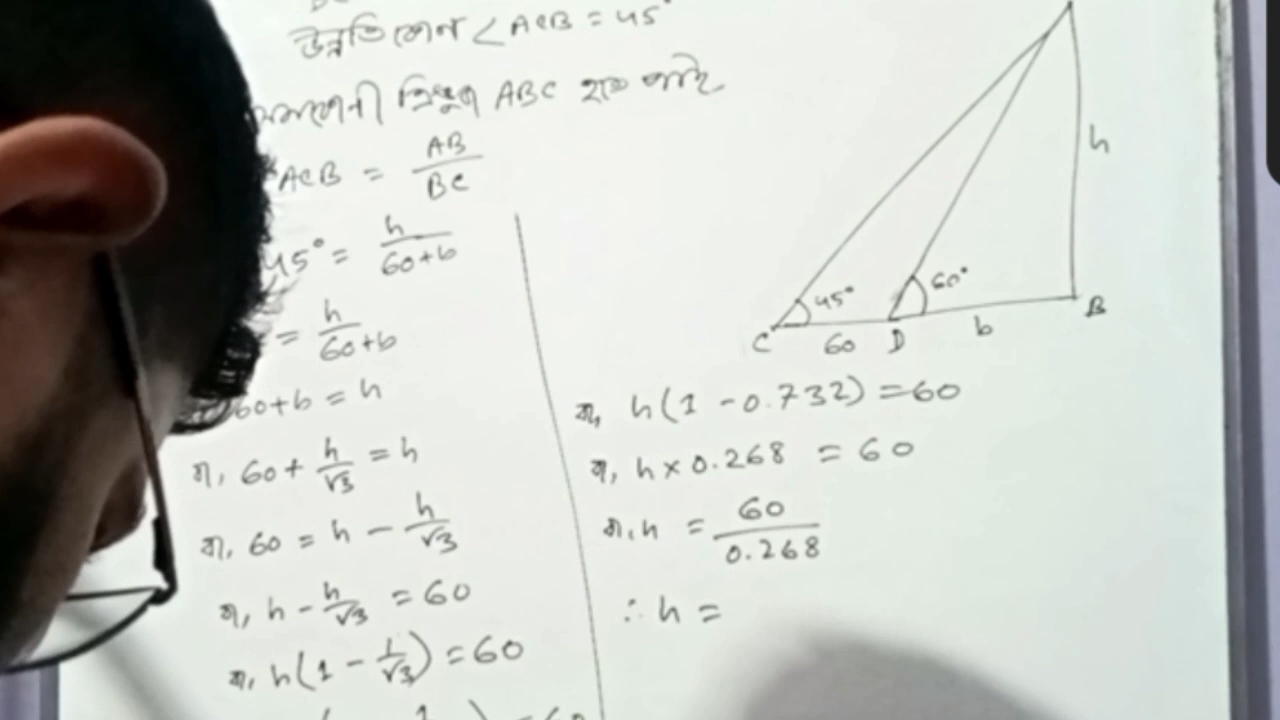 উন্নতি কোণ ∠ACB = 45°
ত্রিভুজ ABC হতে পাই
ACB = AB/BC
45° = h/60+b
= h/60+b
60+b = h
বা, 60 + h/√3 = h
বা, 60 = h - h/√3
বা, h - h/√3 = 60
বা, h(1 - 1/√3) = 60
h
45°
60°
C 60 D b B
বা, h(1 - 0.732) = 60
বা, h × 0.268 = 60
বা, h = 60/0.268
∴ h =